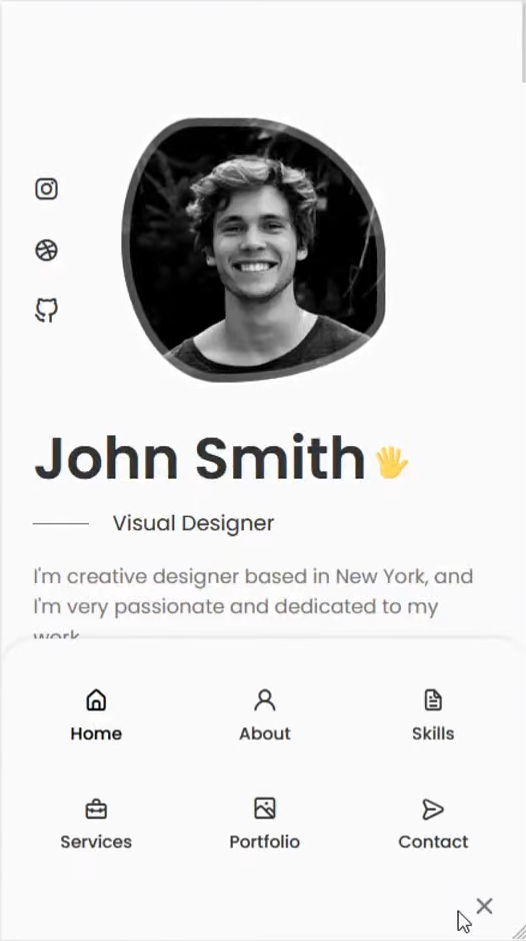 John Smith👋
Visual Designer
I'm creative designer based in New York, and
I'm very passionate and dedicated to my
work
Home
About
Skills
Services
Portfolio
Contact